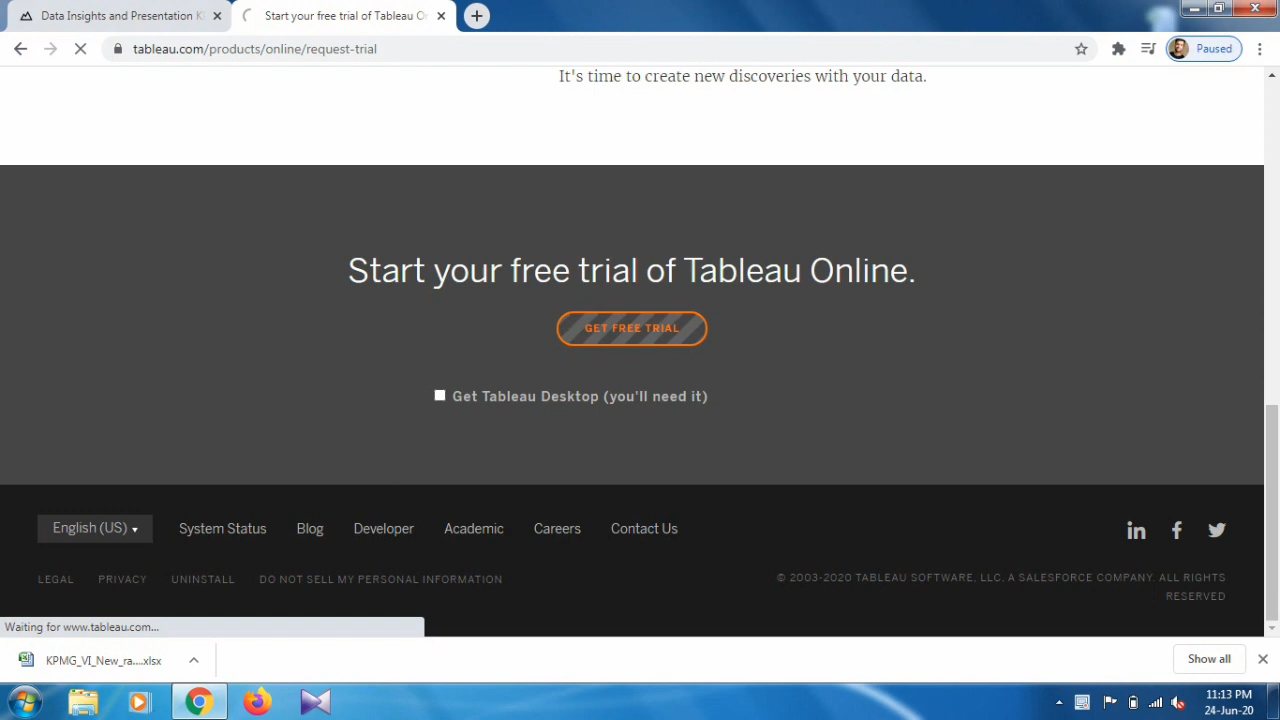 Data Insights and Presentation K
Start your free trial of Tableau O
tableau.com/products/online/request-trial
Paused
It's time to create new discoveries with your data.
Start your free trial of Tableau Online.
GET FREE TRIAL
Get Tableau Desktop (you'll need it)
English (US)
System Status
Blog
Developer
Academic
Careers
Contact Us
LEGAL
PRIVACY
UNINSTALL
DO NOT SELL MY PERSONAL INFORMATION
© 2003-2020 TABLEAU SOFTWARE, LLC, A SALESFORCE COMPANY. ALL RIGHTS
RESERVED
Waiting for www.tableau.com...
KPMG_VI_New_ra....xlsx
Show all
11:13 PM
24-Jun-20